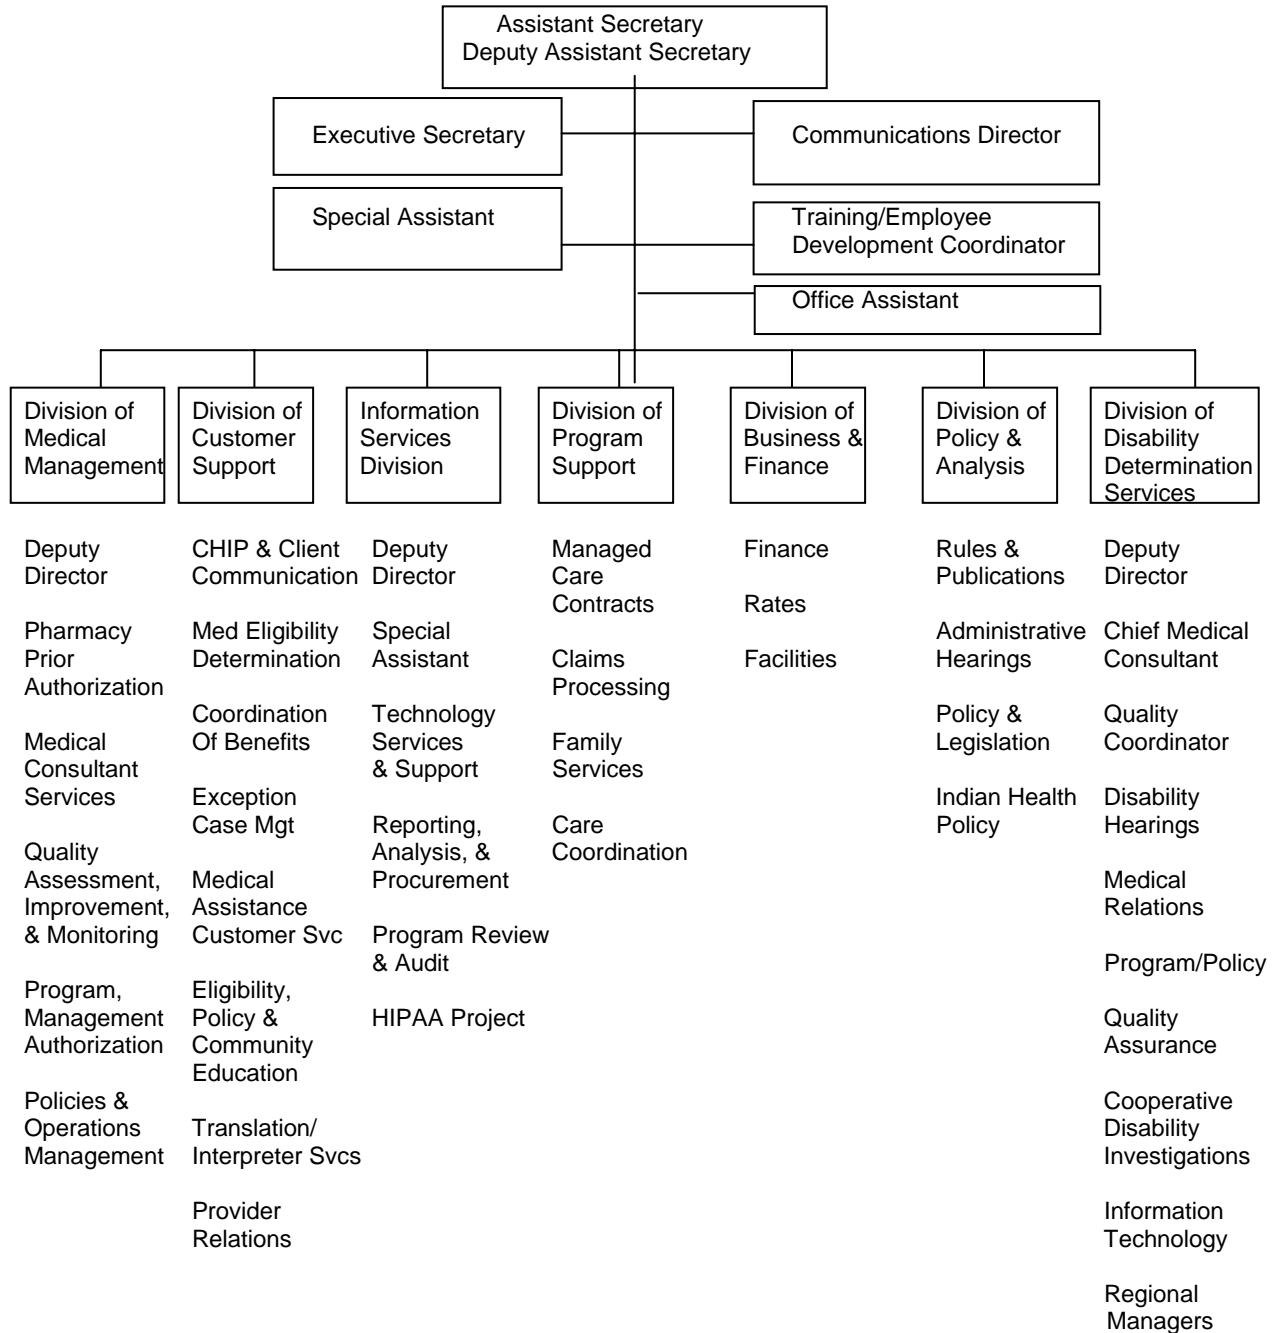 Assistant Secretary
Deputy Assistant Secretary
Executive Secretary
Communications Director
Special Assistant
Training/Employee
Development Coordinator
Office Assistant
Division of
Medical
Management
Division of
Customer
Support
Information
Services
Division
Division of
Program
Support
Division of
Business &
Finance
Division of
Policy &
Analysis
Division of
Disability
Determination
Services
Deputy
Director
Pharmacy
Prior
Authorization
Medical
Consultant
Services
Quality
Assessment,
Improvement,
& Monitoring
Program,
Management
Authorization
Policies &
Operations
Management
CHIP & Client
Communication
Med Eligibility
Determination
Coordination
Of Benefits
Exception
Case Mgt
Medical
Assistance
Customer Svc
Eligibility,
Policy &
Community
Education
Translation/
Interpreter Svcs
Provider
Relations
Deputy
Director
Special
Assistant
Technology
Services
& Support
Reporting,
Analysis, &
Procurement
Program Review
& Audit
HIPAA Project
Managed
Care
Contracts
Claims
Processing
Family
Services
Care
Coordination
Finance
Rates
Facilities
Rules &
Publications
Administrative
Hearings
Policy &
Legislation
Indian Health
Policy
Deputy
Director
Chief Medical
Consultant
Quality
Coordinator
Disability
Hearings
Medical
Relations
Program/Policy
Quality
Assurance
Cooperative
Disability
Investigations
Information
Technology
Regional
Managers